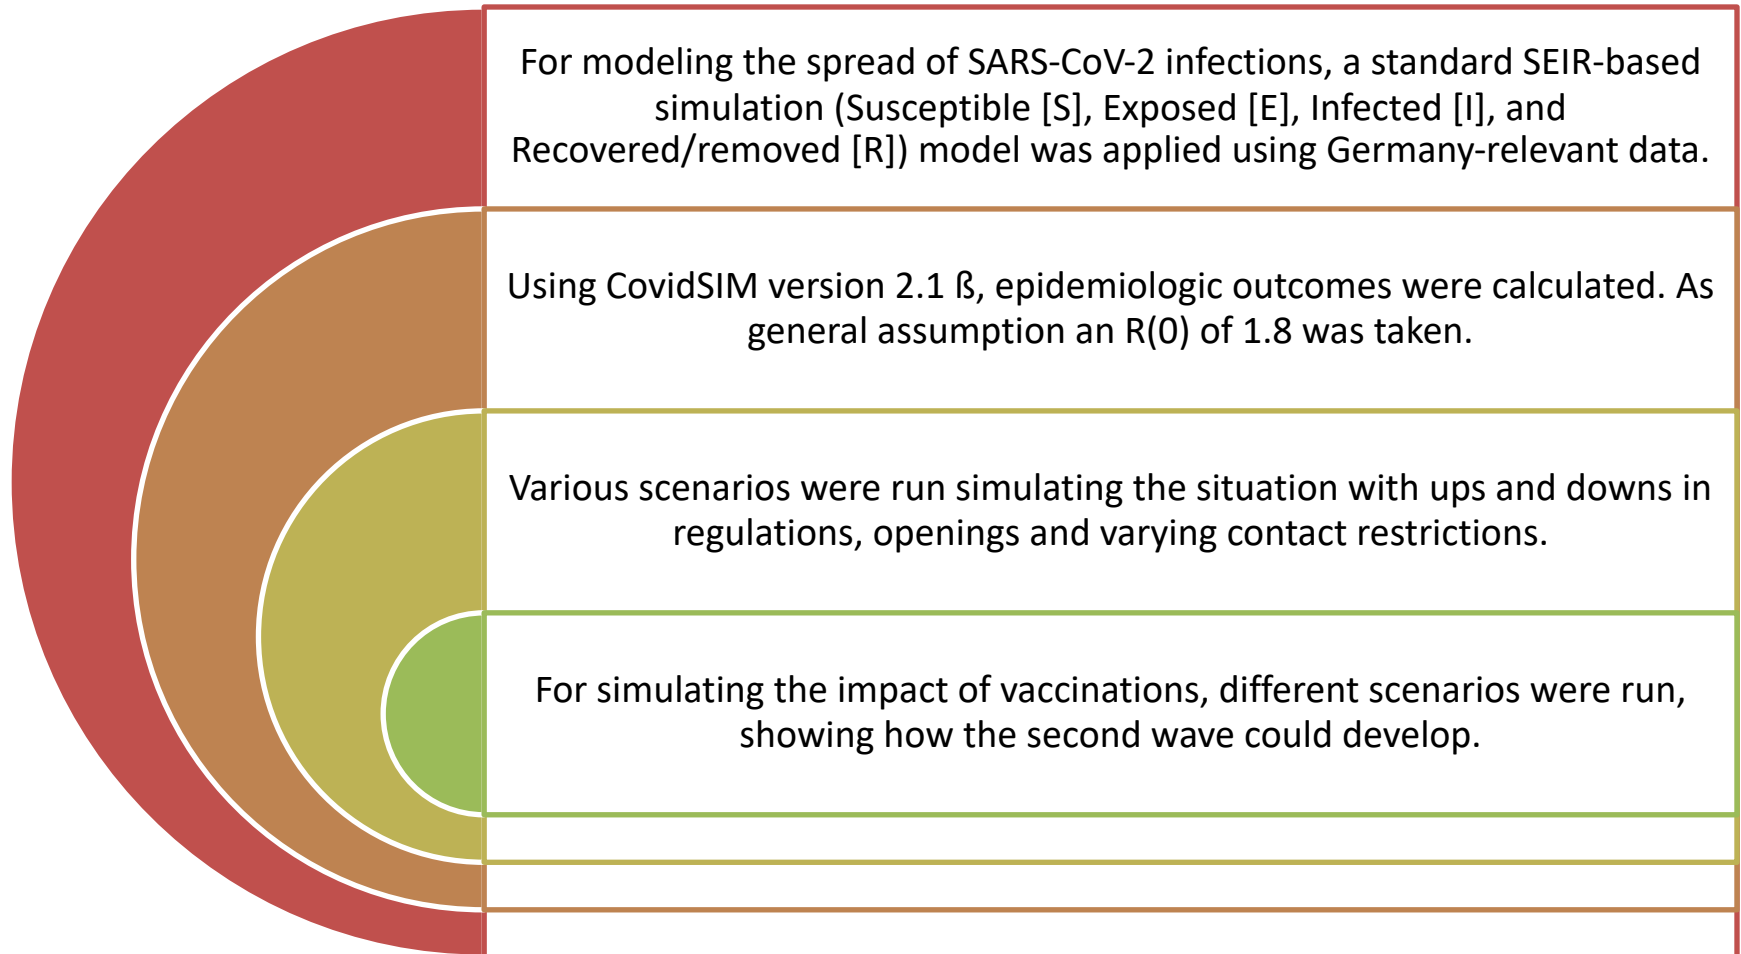 For modeling the spread of SARS-CoV-2 infections, a standard SEIR-based
simulation (Susceptible [S], Exposed [E], Infected [I], and
Recovered/removed [R]) model was applied using Germany-relevant data.
Using CovidSIM version 2.1 ß, epidemiologic outcomes were calculated. As
general assumption an R(0) of 1.8 was taken.
Various scenarios were run simulating the situation with ups and downs in
regulations, openings and varying contact restrictions.
For simulating the impact of vaccinations, different scenarios were run,
showing how the second wave could develop.